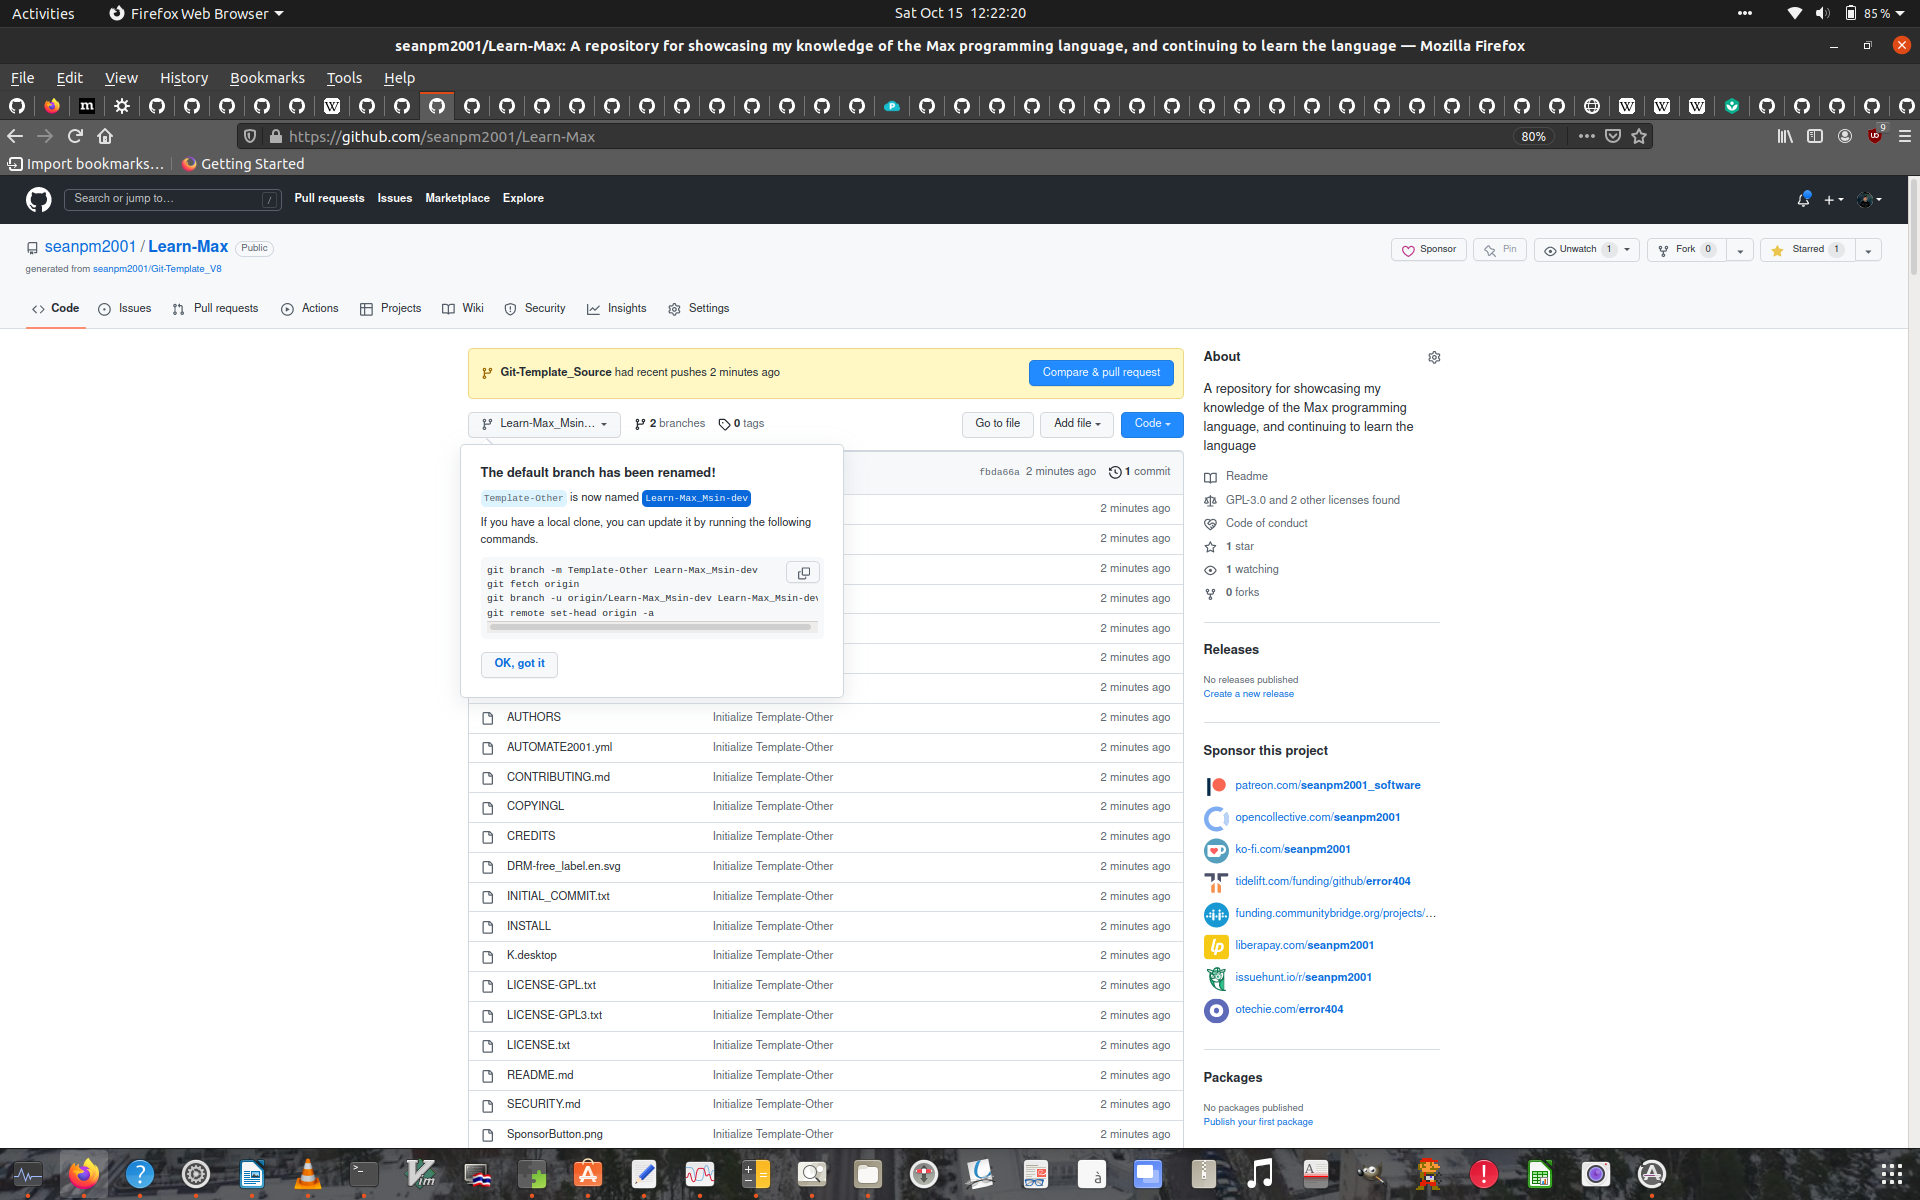 Activities
Firefox Web Browser
Sat Oct 15 12:22:20
85 %
seanpm2001/Learn-Max: A repository for showcasing my knowledge of the Max programming language, and continuing to learn the language — Mozilla Firefox
File Edit View History Bookmarks Tools Help
https://github.com/seanpm2001/Learn-Max
80%
9
Import bookmarks…
Getting Started
Search or jump to…
/
Pull requests Issues Marketplace Explore
seanpm2001 / Learn-Max Public
generated from seanpm2001/Git-Template_V8
Sponsor
Pin
Unwatch 1
Fork 0
Starred 1
Code
Issues
Pull requests
Actions
Projects
Wiki
Security
Insights
Settings
Git-Template_Source had recent pushes 2 minutes ago
Compare & pull request
Learn-Max_Msin…
2 branches
0 tags
Go to file
Add file
Code
The default branch has been renamed!
Template-Other is now named Learn-Max_Msin-dev
If you have a local clone, you can update it by running the following
commands.
git branch -m Template-Other Learn-Max_Msin-dev
git fetch origin
git branch -u origin/Learn-Max_Msin-dev Learn-Max_Msin-dev
git remote set-head origin -a
OK, got it
fbda66a 2 minutes ago
1 commit
2 minutes ago
2 minutes ago
2 minutes ago
2 minutes ago
2 minutes ago
2 minutes ago
2 minutes ago
AUTHORS Initialize Template-Other 2 minutes ago
AUTOMATE2001.yml Initialize Template-Other 2 minutes ago
CONTRIBUTING.md Initialize Template-Other 2 minutes ago
COPYINGL Initialize Template-Other 2 minutes ago
CREDITS Initialize Template-Other 2 minutes ago
DRM-free_label.en.svg Initialize Template-Other 2 minutes ago
INITIAL_COMMIT.txt Initialize Template-Other 2 minutes ago
INSTALL Initialize Template-Other 2 minutes ago
K.desktop Initialize Template-Other 2 minutes ago
LICENSE-GPL.txt Initialize Template-Other 2 minutes ago
LICENSE-GPL3.txt Initialize Template-Other 2 minutes ago
LICENSE.txt Initialize Template-Other 2 minutes ago
README.md Initialize Template-Other 2 minutes ago
SECURITY.md Initialize Template-Other 2 minutes ago
SponsorButton.png Initialize Template-Other 2 minutes ago
About
A repository for showcasing my
knowledge of the Max programming
language, and continuing to learn the
language
Readme
GPL-3.0 and 2 other licenses found
Code of conduct
1 star
1 watching
0 forks
Releases
No releases published
Create a new release
Sponsor this project
patreon.com/seanpm2001_software
opencollective.com/seanpm2001
ko-fi.com/seanpm2001
tidelift.com/funding/github/error404
funding.communitybridge.org/projects/…
liberapay.com/seanpm2001
issuehunt.io/r/seanpm2001
otechie.com/error404
Packages
No packages published
Publish your first package